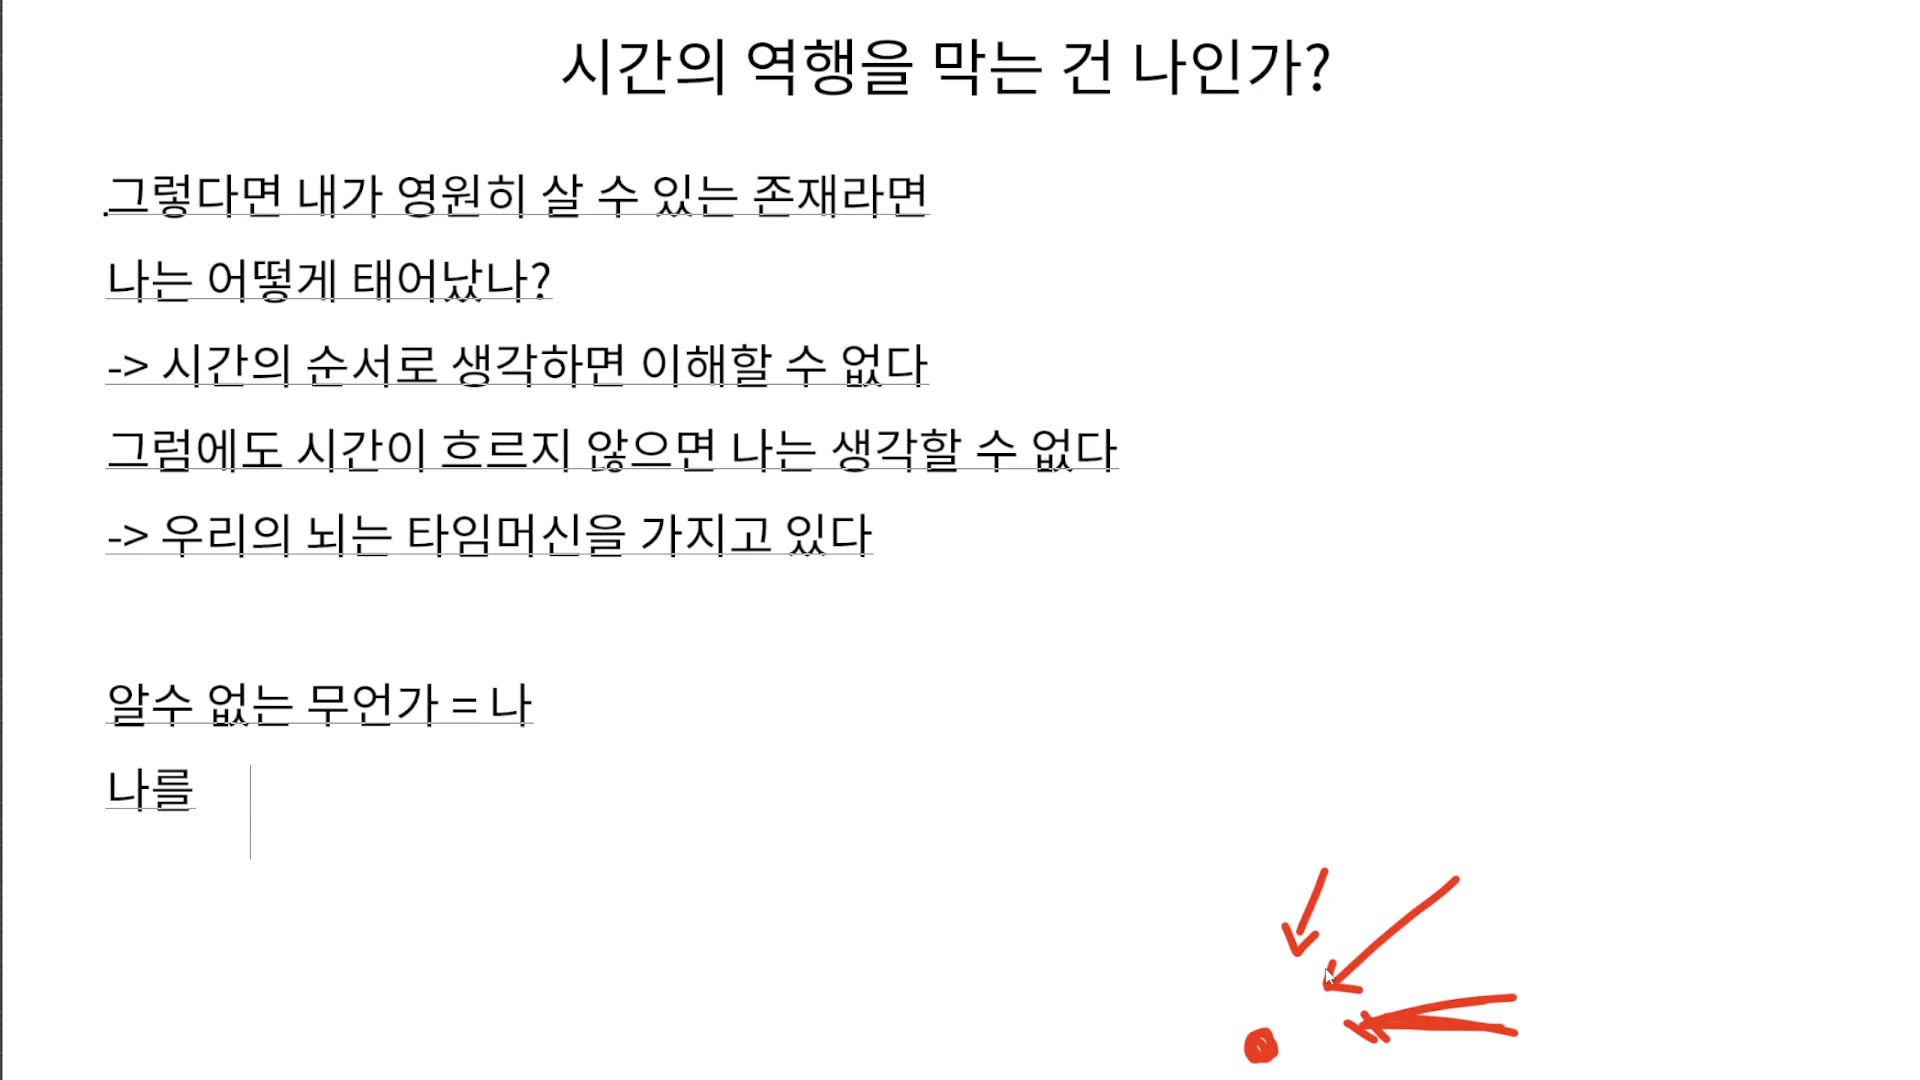 시간의 역행을 막는 건 나인가?
그렇다면 내가 영원히 살 수 있는 존재라면
나는 어떻게 태어났나?
-> 시간의 순서로 생각하면 이해할 수 없다
그럼에도 시간이 흐르지 않으면 나는 생각할 수 없다
-> 우리의 뇌는 타임머신을 가지고 있다
알수 없는 무언가 = 나
나를